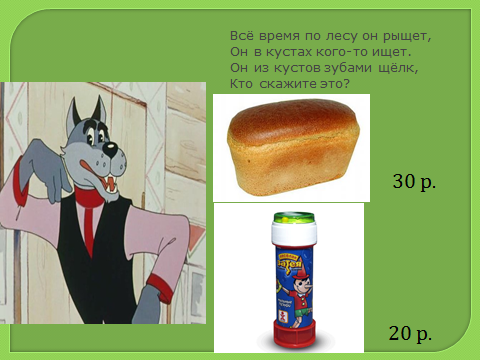 Всё время по лесу он рыщет,
Он в кустах кого-то ищет.
Он из кустов зубами щёлк,
Кто скажите это?
30 р.
20 р.